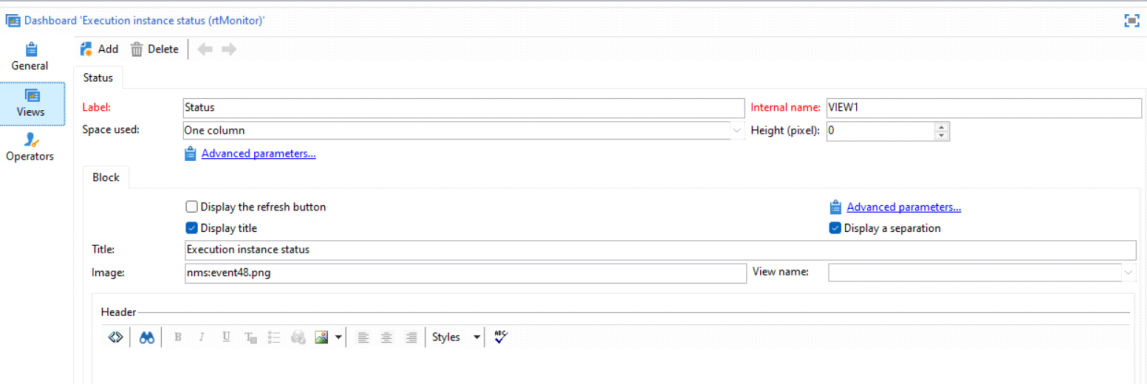 Dashboard 'Execution instance status (rtMonitor)'
General
Views
Operators
Add Delete
Status
Label: Status Internal name: VIEW1
Space used: One column Height (pixel): 0
Advanced parameters...
Block
Display the refresh button Advanced parameters...
Display title Display a separation
Title: Execution instance status
Image: nms:event48.png View name:
Header
B I U T Styles ABC